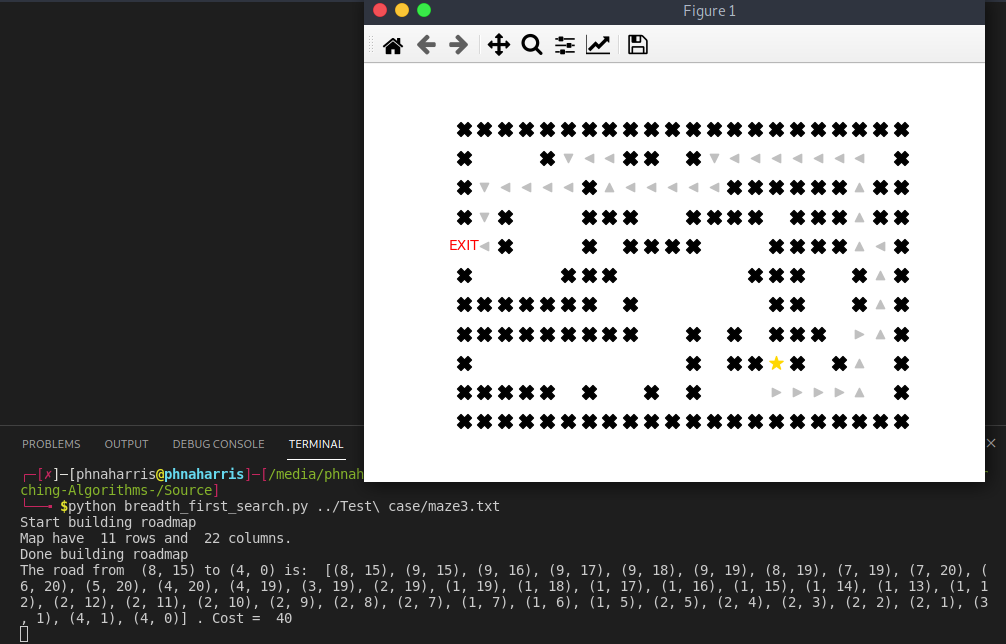 Figure 1
EXIT
PROBLEMS OUTPUT DEBUG CONSOLE TERMINAL
┌─[✗]─[phnaharris@phnaharris]─[/media/phnah
ching-Algorithms-/Source]
└──╼ $python breadth_first_search.py ../Test\ case/maze3.txt
Start building roadmap
Map have  11 rows and  22 columns.
Done building roadmap
The road from  (8, 15) to (4, 0) is:  [(8, 15), (9, 15), (9, 16), (9, 17), (9, 18), (9, 19), (8, 19), (7, 19), (7, 20), (
6, 20), (5, 20), (4, 20), (4, 19), (3, 19), (2, 19), (1, 19), (1, 18), (1, 17), (1, 16), (1, 15), (1, 14), (1, 13), (1, 1
2), (2, 12), (2, 11), (2, 10), (2, 9), (2, 8), (2, 7), (1, 7), (1, 6), (1, 5), (2, 5), (2, 4), (2, 3), (2, 2), (2, 1), (3
, 1), (4, 1), (4, 0)] . Cost =  40